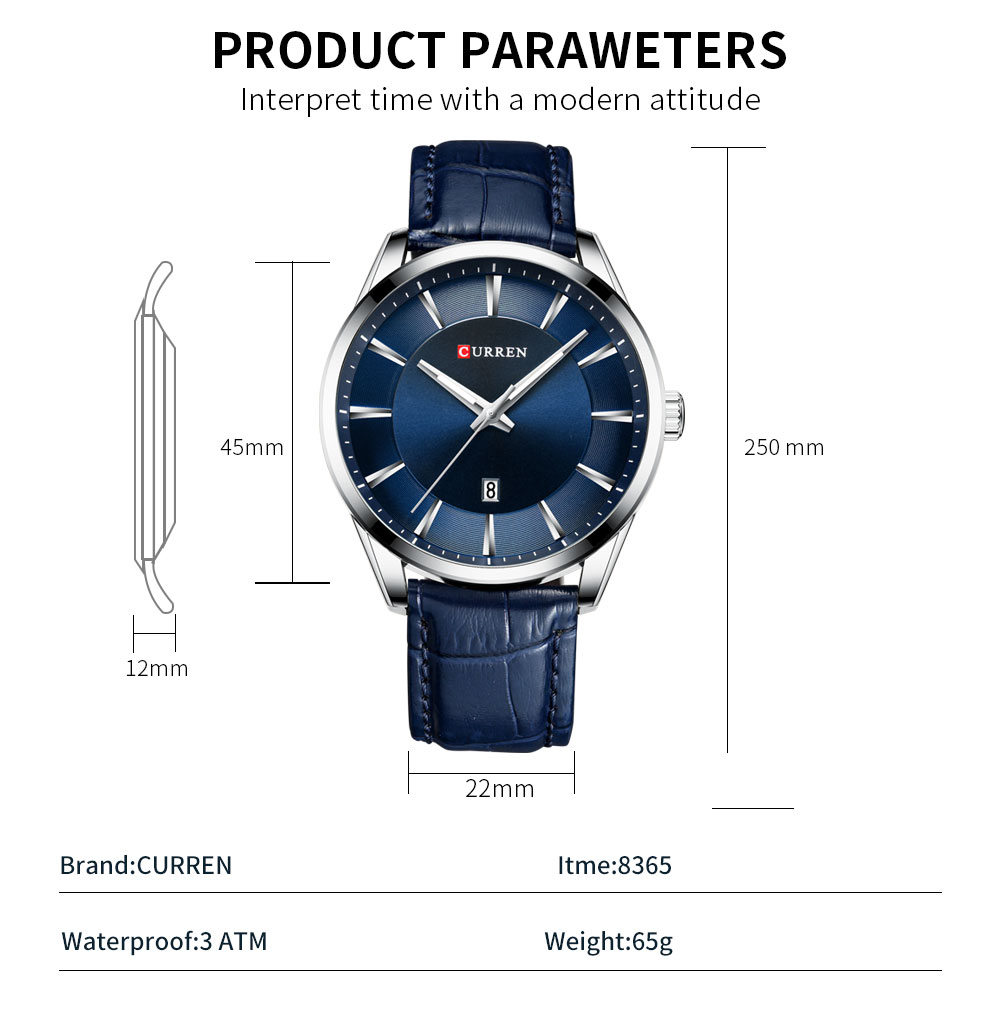 PRODUCT PARAWETERS
Interpret time with a modern attitude
CURREN
45mm
250 mm
8
12mm
22mm
Brand:CURREN
Itme:8365
Waterproof:3 ATM
Weight:65g